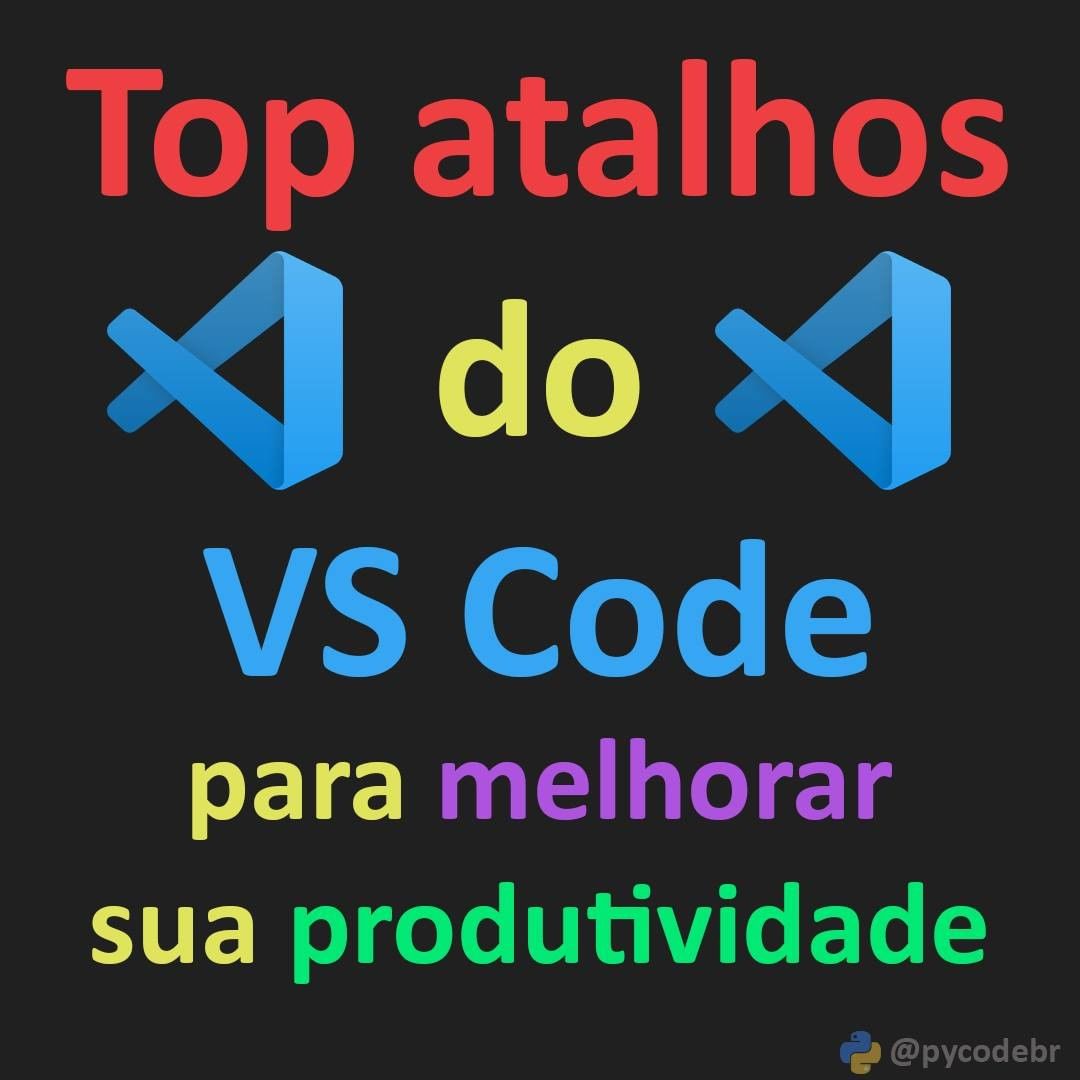 Top atalhos
do
VS Code
para melhorar
sua produtividade
@pycodebr